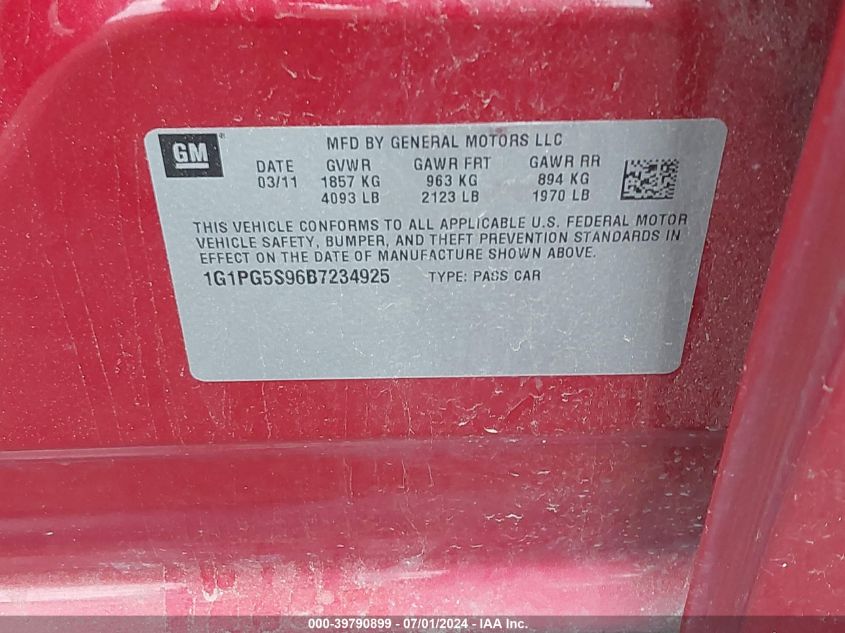 GM®
MFD BY GENERAL MOTORS LLC
DATE GVWR GAWR FRT GAWR RR
03/11 1857 KG 963 KG 894 KG
4093 LB 2123 LB 1970 LB
THIS VEHICLE CONFORMS TO ALL APPLICABLE U.S. FEDERAL MOTOR
VEHICLE SAFETY, BUMPER, AND THEFT PREVENTION STANDARDS IN
EFFECT ON THE DATE OF MANUFACTURE SHOWN ABOVE.
1G1PG5S96B7234925 TYPE: PASS CAR
000-39790899 - 07/01/2024 - IAA Inc.